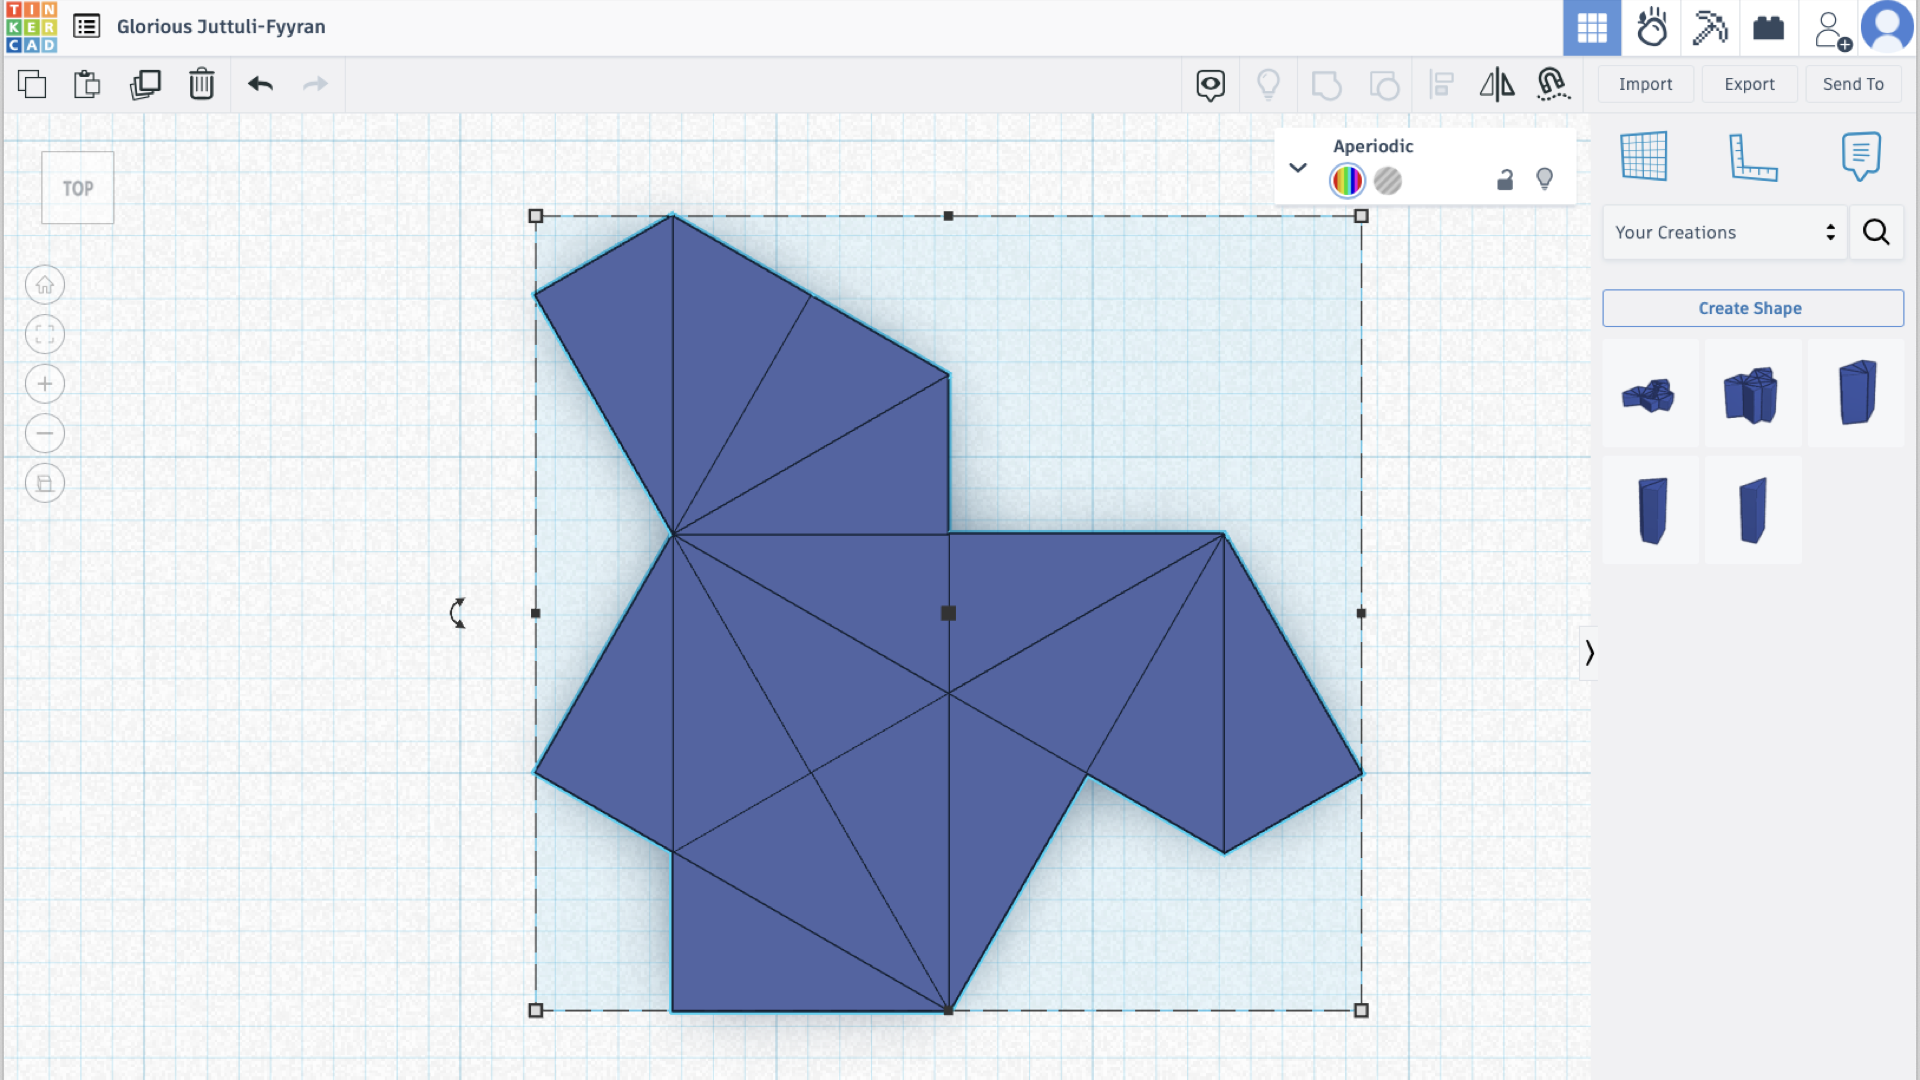 TIN
KER
CAD
Glorious Juttuli-Fyyran
Import
Export
Send To
Aperiodic
TOP
Your Creations
Create Shape